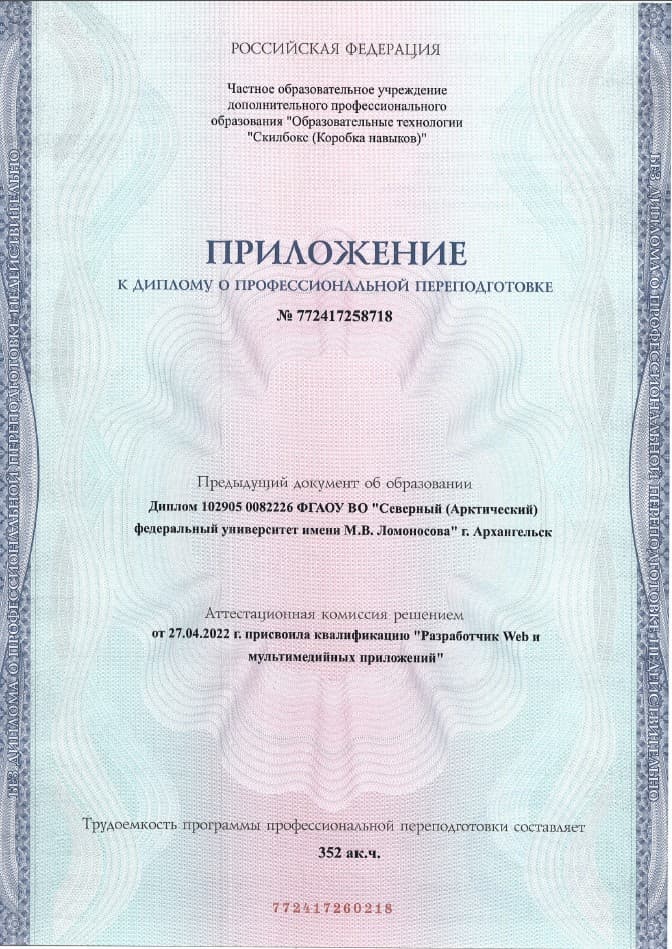 РОССИЙСКАЯ ФЕДЕРАЦИЯ
Частное образовательное учреждение
дополнительного профессионального
образования "Образовательные технологии
"Скилбокс (Коробка навыков)"
ПРИЛОЖЕНИЕ
К ДИПЛОМУ О ПРОФЕССИОНАЛЬНОЙ ПЕРЕПОДГОТОВКЕ
№ 772417258718
Предыдущий документ об образовании
Диплом 102905 0082226 ФГАОУ ВО "Северный (Арктический)
федеральный университет имени М.В. Ломоносова" г. Архангельск
Аттестационная комиссия решением
от 27.04.2022 г. присвоила квалификацию "Разработчик Web и
мультимедийных приложений"
Трудоемкость программы профессиональной переподготовки составляет
352 ак.ч.
772417260218
БЕЗ ДИПЛОМА О ПРОФЕССИОНАЛЬНОЙ ПЕРЕПОДГОТОВКЕ НЕДЕЙСТВИТЕЛЬНО
БЕЗ ДИПЛОМА О ПРОФЕССИОНАЛЬНОЙ ПЕРЕПОДГОТОВКЕ НЕДЕЙСТВИТЕЛЬНО